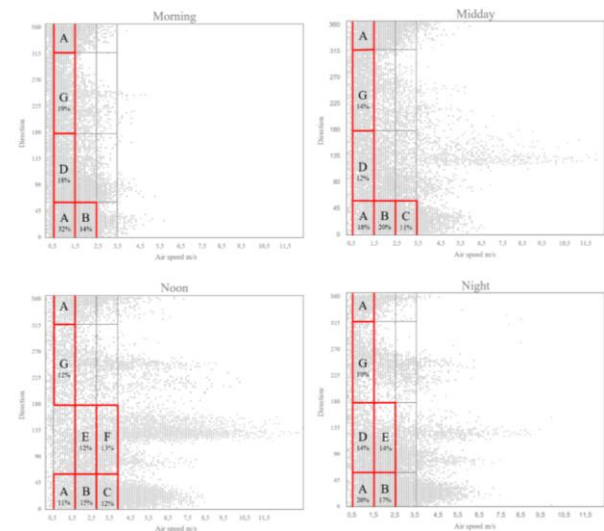 Morning
360
A
315
270
G
225
19%
180
Direction
135
D
18%
90
45
A B
32% 14%
0
0,5 1,5 2,5 3,5 4,5 5,5 6,5 7,5 8,5 9,5 10,5 11,5
Air speed m/s
Midday
360
A
315
270
G
225
14%
180
Direction
135
D
12%
90
45
A B C
18% 20% 11%
0
0,5 1,5 2,5 3,5 4,5 5,5 6,5 7,5 8,5 9,5 10,5 11,5
Air speed m/s
Noon
360
A
315
270
G
225
12%
180
Direction
135
E F
12% 13%
90
45
A B C
11% 15% 12%
0
0,5 1,5 2,5 3,5 4,5 5,5 6,5 7,5 8,5 9,5 10,5 11,5
Air speed m/s
Night
360
A
315
270
G
225
19%
180
Direction
135
D E
14% 14%
90
45
A B
20% 17%
0
0,5 1,5 2,5 3,5 4,5 5,5 6,5 7,5 8,5 9,5 10,5 11,5
Air speed m/s